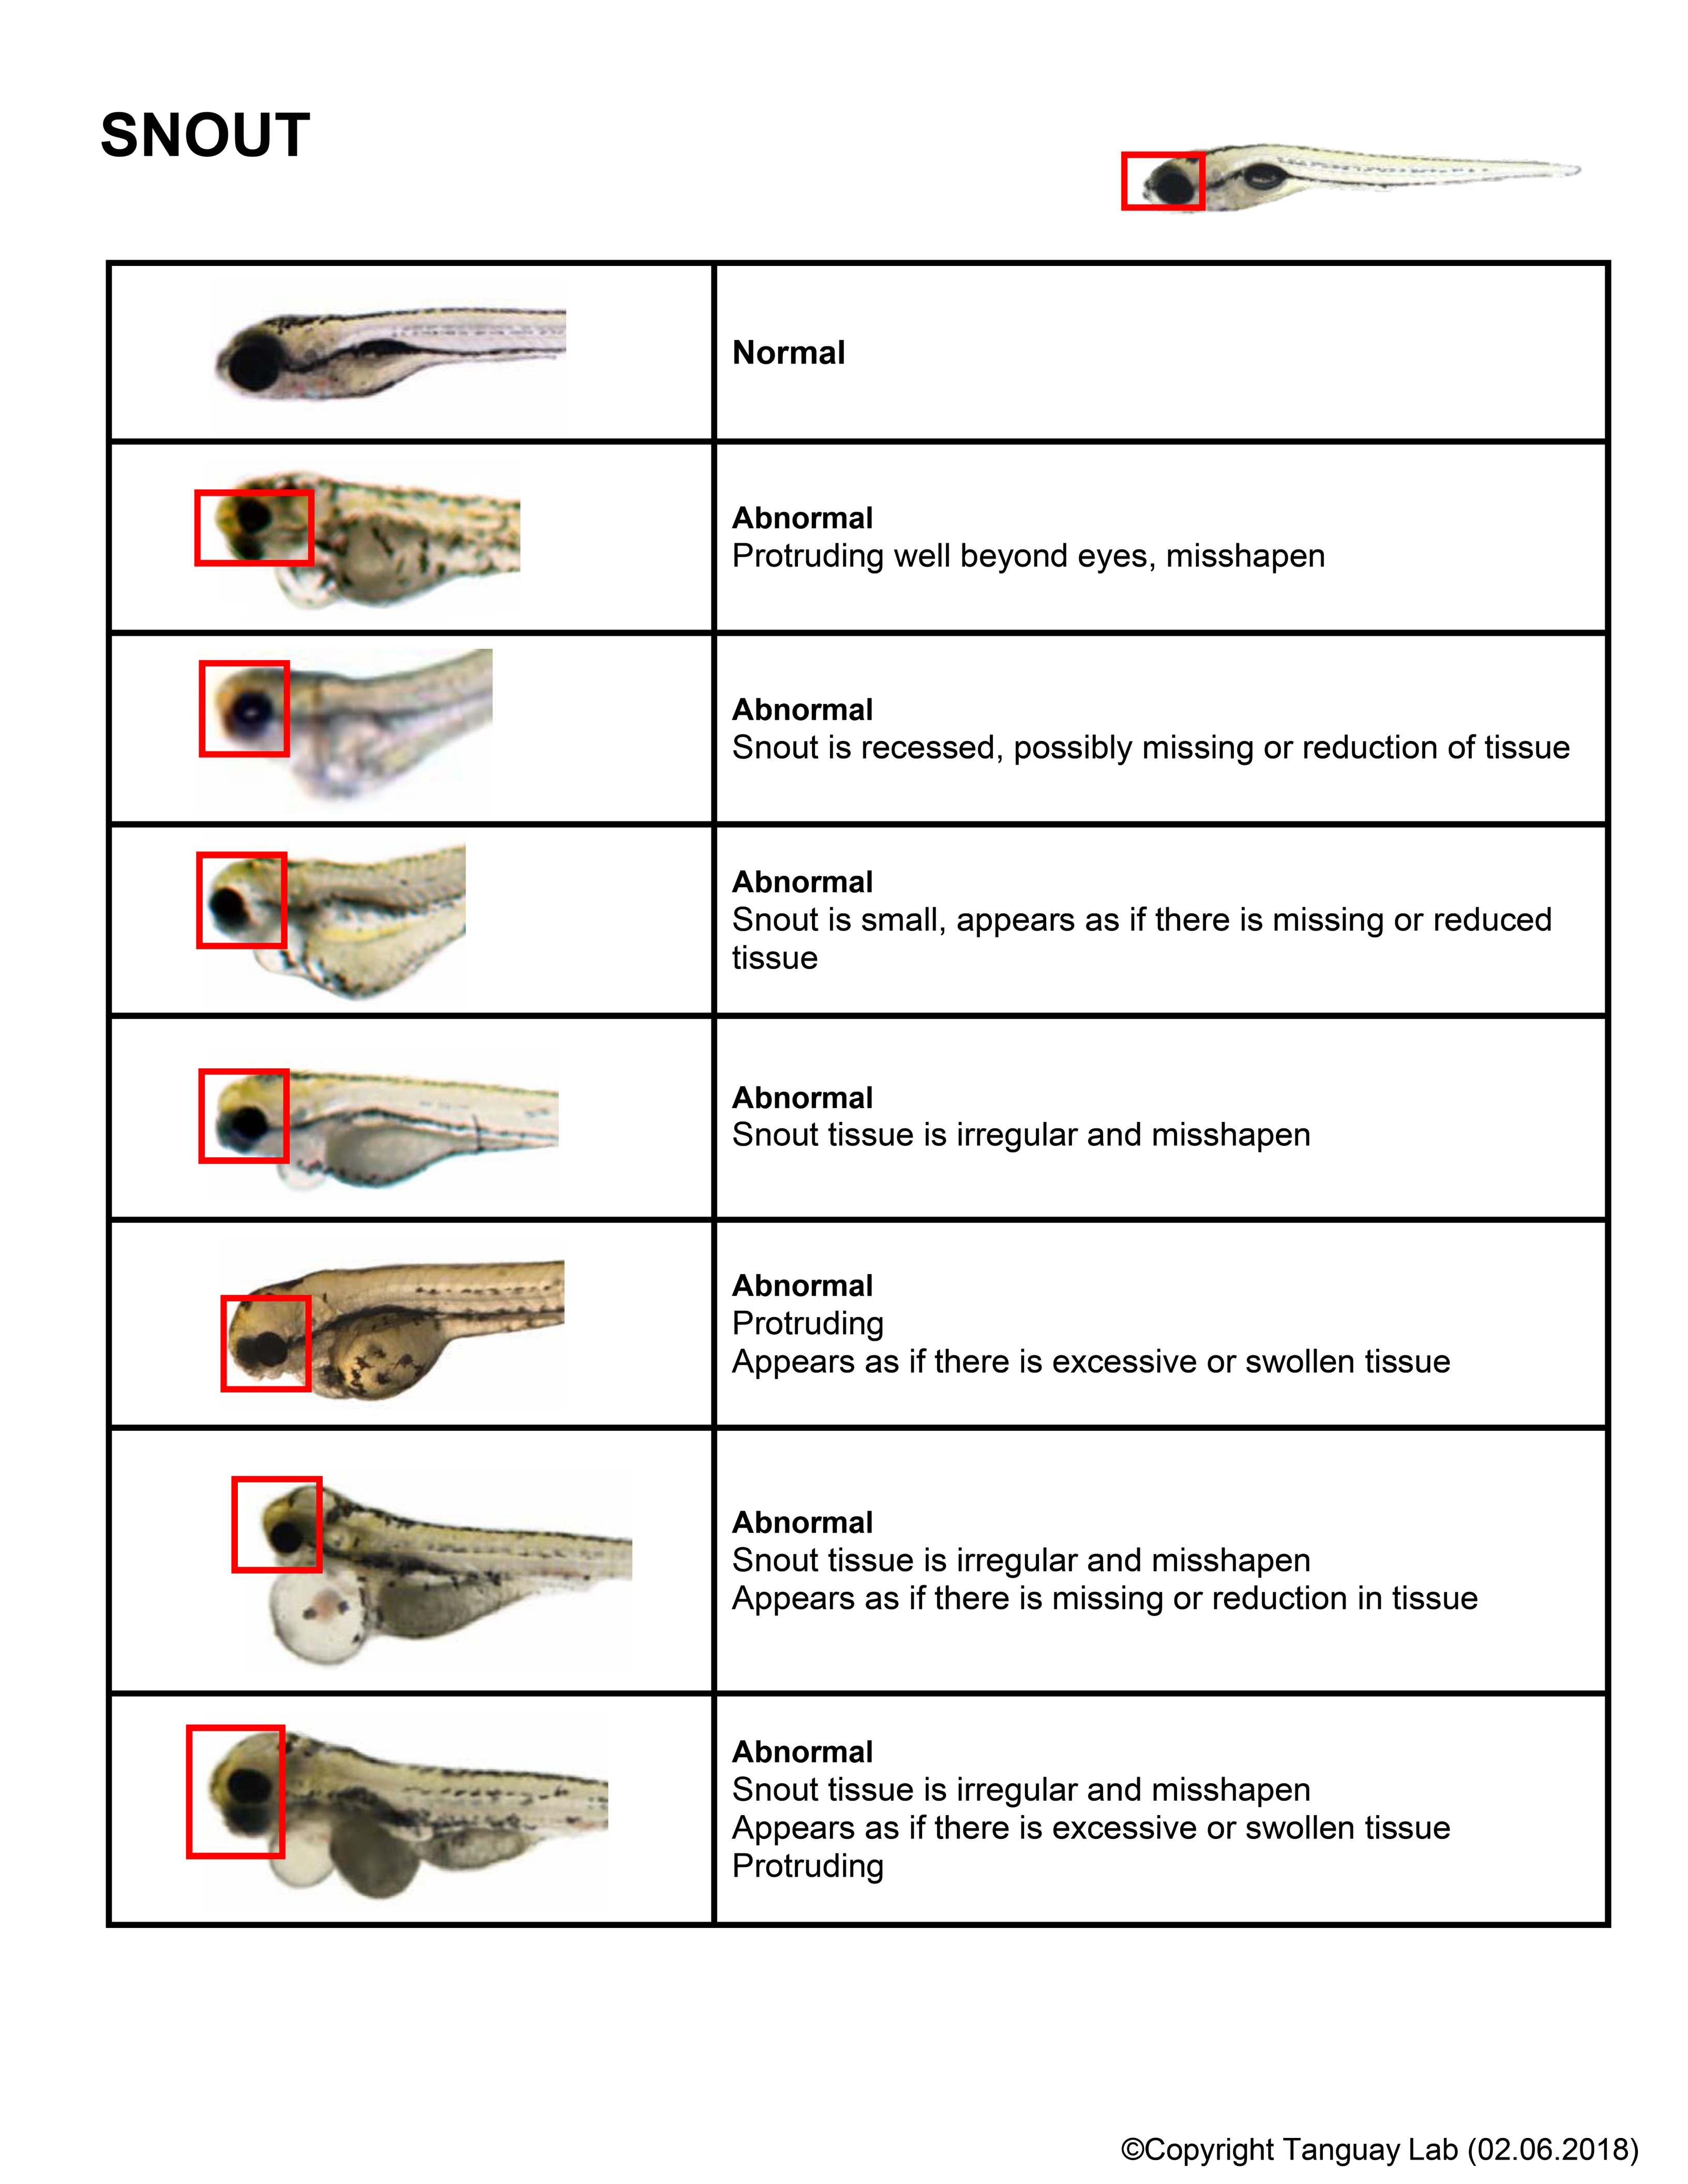 SNOUT
Normal
Abnormal
Protruding well beyond eyes, misshapen
Abnormal
Snout is recessed, possibly missing or reduction of tissue
Abnormal
Snout is small, appears as if there is missing or reduced
tissue
Abnormal
Snout tissue is irregular and misshapen
Abnormal
Protruding
Appears as if there is excessive or swollen tissue
Abnormal
Snout tissue is irregular and misshapen
Appears as if there is missing or reduction in tissue
Abnormal
Snout tissue is irregular and misshapen
Appears as if there is excessive or swollen tissue
Protruding
©Copyright Tanguay Lab (02.06.2018)